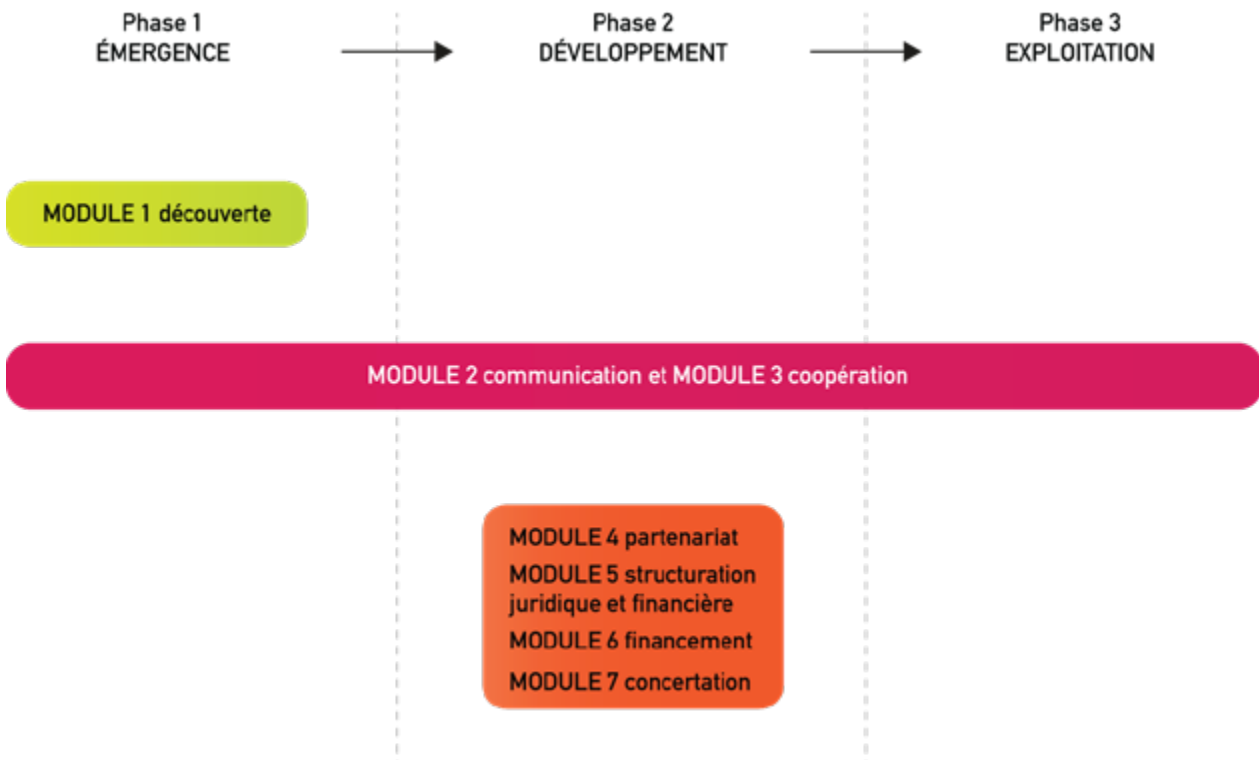 Phase 1
ÉMERGENCE
Phase 2
DÉVELOPPEMENT
Phase 3
EXPLOITATION
MODULE 1 découverte
MODULE 2 communication et MODULE 3 coopération
MODULE 4 partenariat
MODULE 5 structuration
juridique et financière
MODULE 6 financement
MODULE 7 concertation